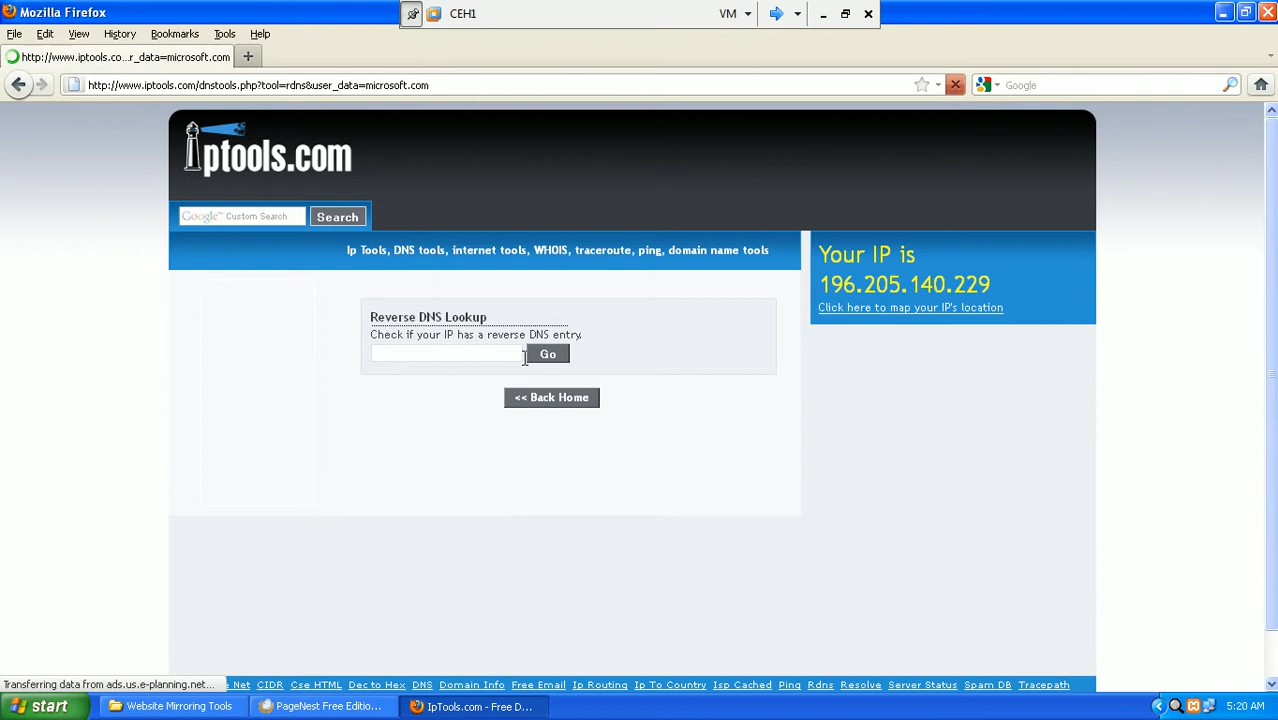 Mozilla Firefox
CEH1
VM
File Edit View History Bookmarks Tools Help
http://www.iptools.co...r_data=microsoft.com
http://www.iptools.com/dnstools.php?tool=rdns&user_data=microsoft.com
Google
iptools.com
Google™ Custom Search
Search
Ip Tools, DNS tools, internet tools, WHOIS, traceroute, ping, domain name tools
Your IP is
196.205.140.229
Click here to map your IP's location
Reverse DNS Lookup
Check if your IP has a reverse DNS entry.
Go
<< Back Home
Transferring data from ads.us.e-planning.net...
Net CIDR Cse HTML Dec to Hex DNS Domain Info Free Email Ip Routing Ip To Country Isp Cached Ping Rdns Resolve Server Status Spam DB Tracepath
start
Website Mirroring Tools
PageNest Free Edition...
IpTools.com - Free D...
5:20 AM